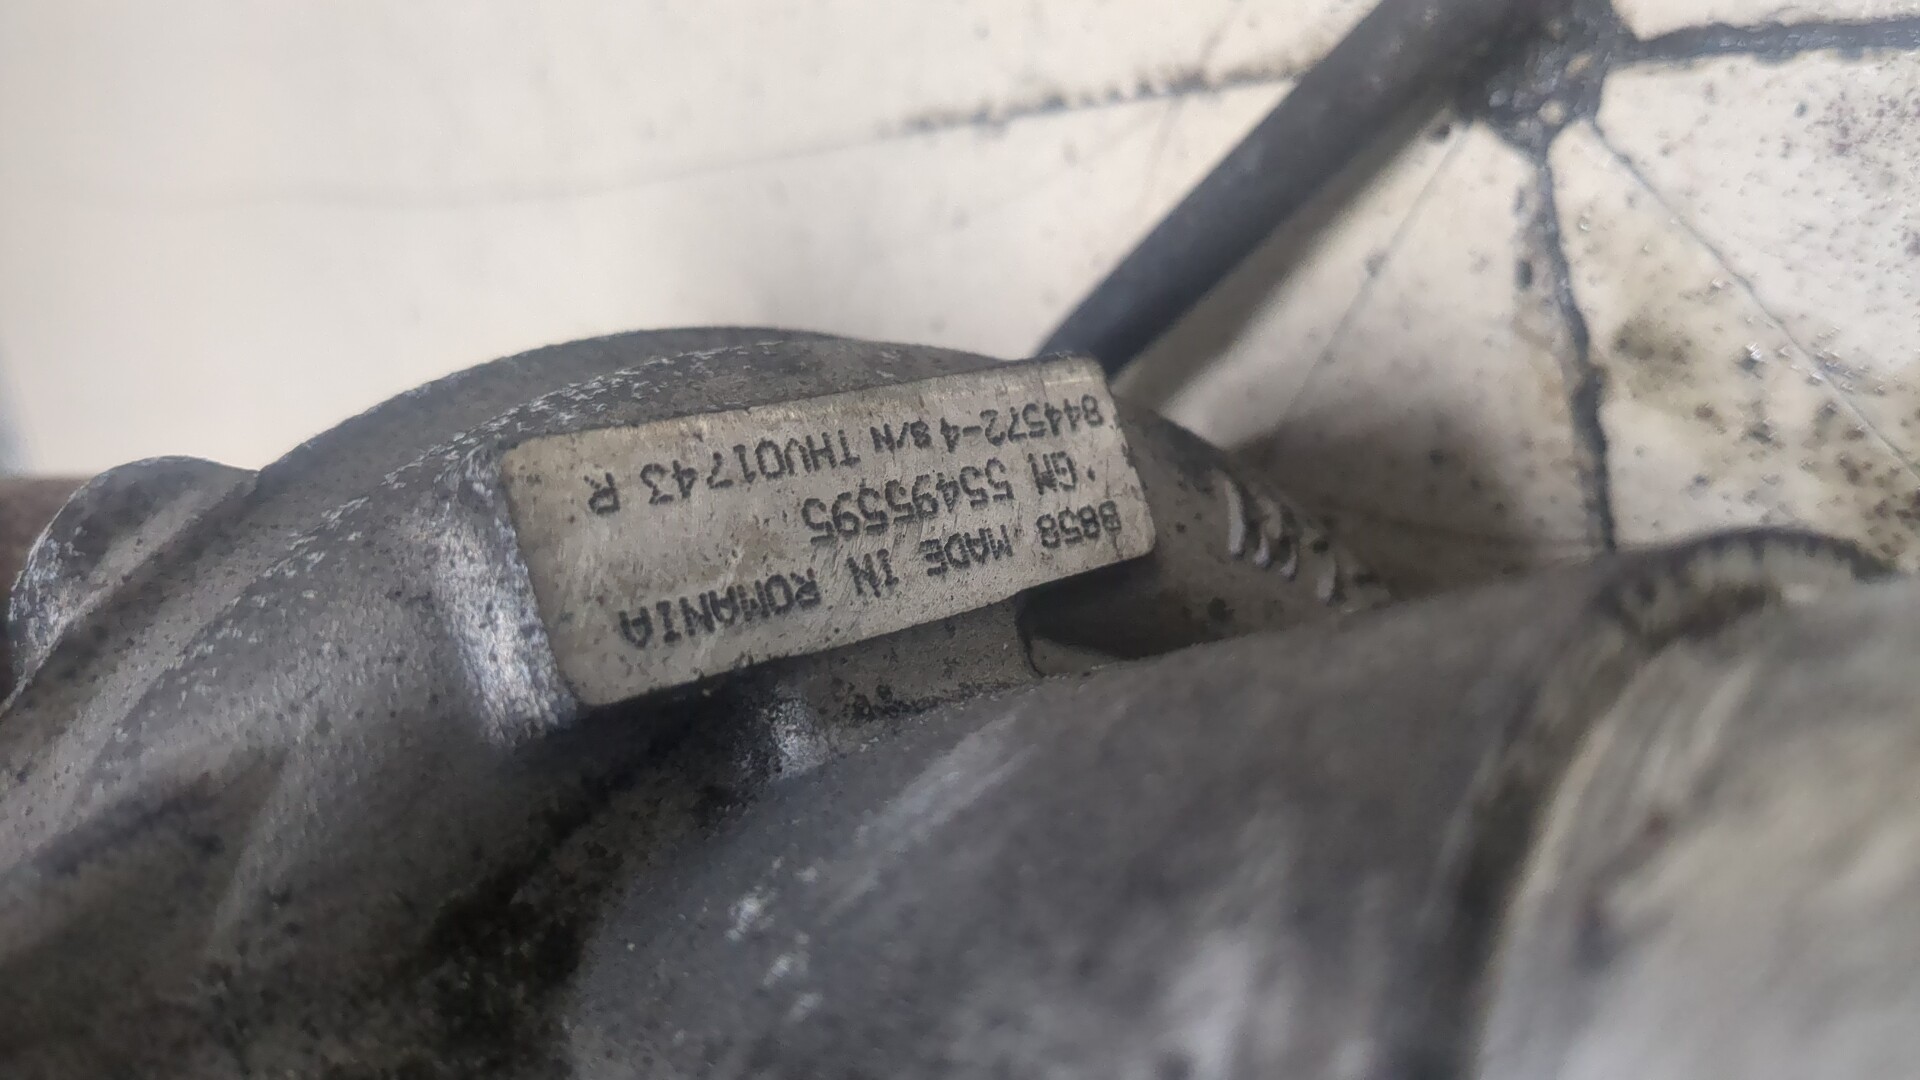 844572-4 S/N THU01743 R
GM 55495595
B858 MADE IN ROMANIA